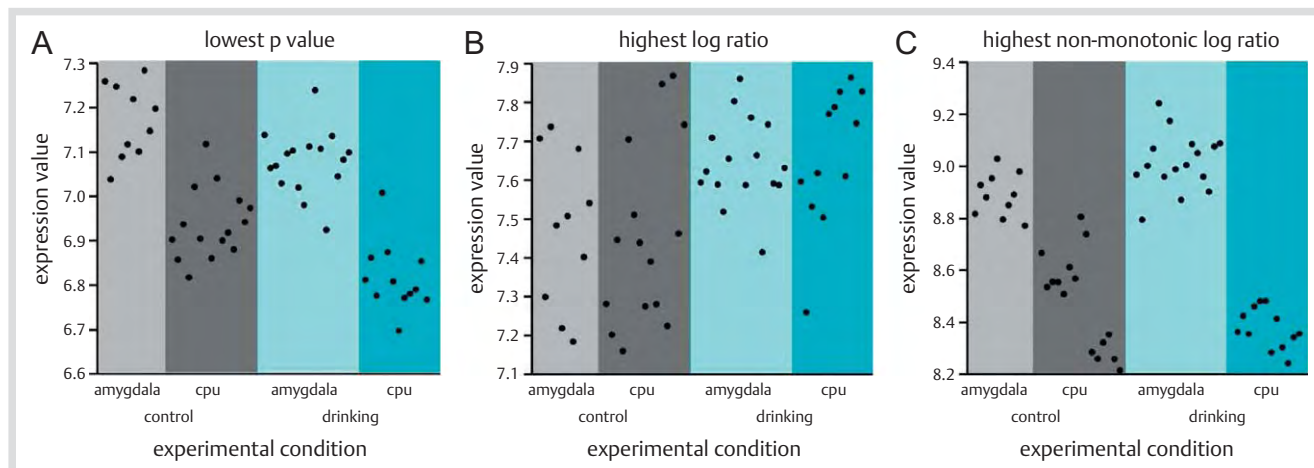 A lowest p value
expression value
7.3
7.2
7.1
7.0
6.9
6.8
6.7
6.6
amygdala cpu amygdala cpu
control drinking
experimental condition
B highest log ratio
expression value
7.9
7.8
7.7
7.6
7.5
7.4
7.3
7.2
7.1
amygdala cpu amygdala cpu
control drinking
experimental condition
C highest non-monotonic log ratio
expression value
9.4
9.2
9.0
8.8
8.6
8.4
8.2
amygdala cpu amygdala cpu
control drinking
experimental condition